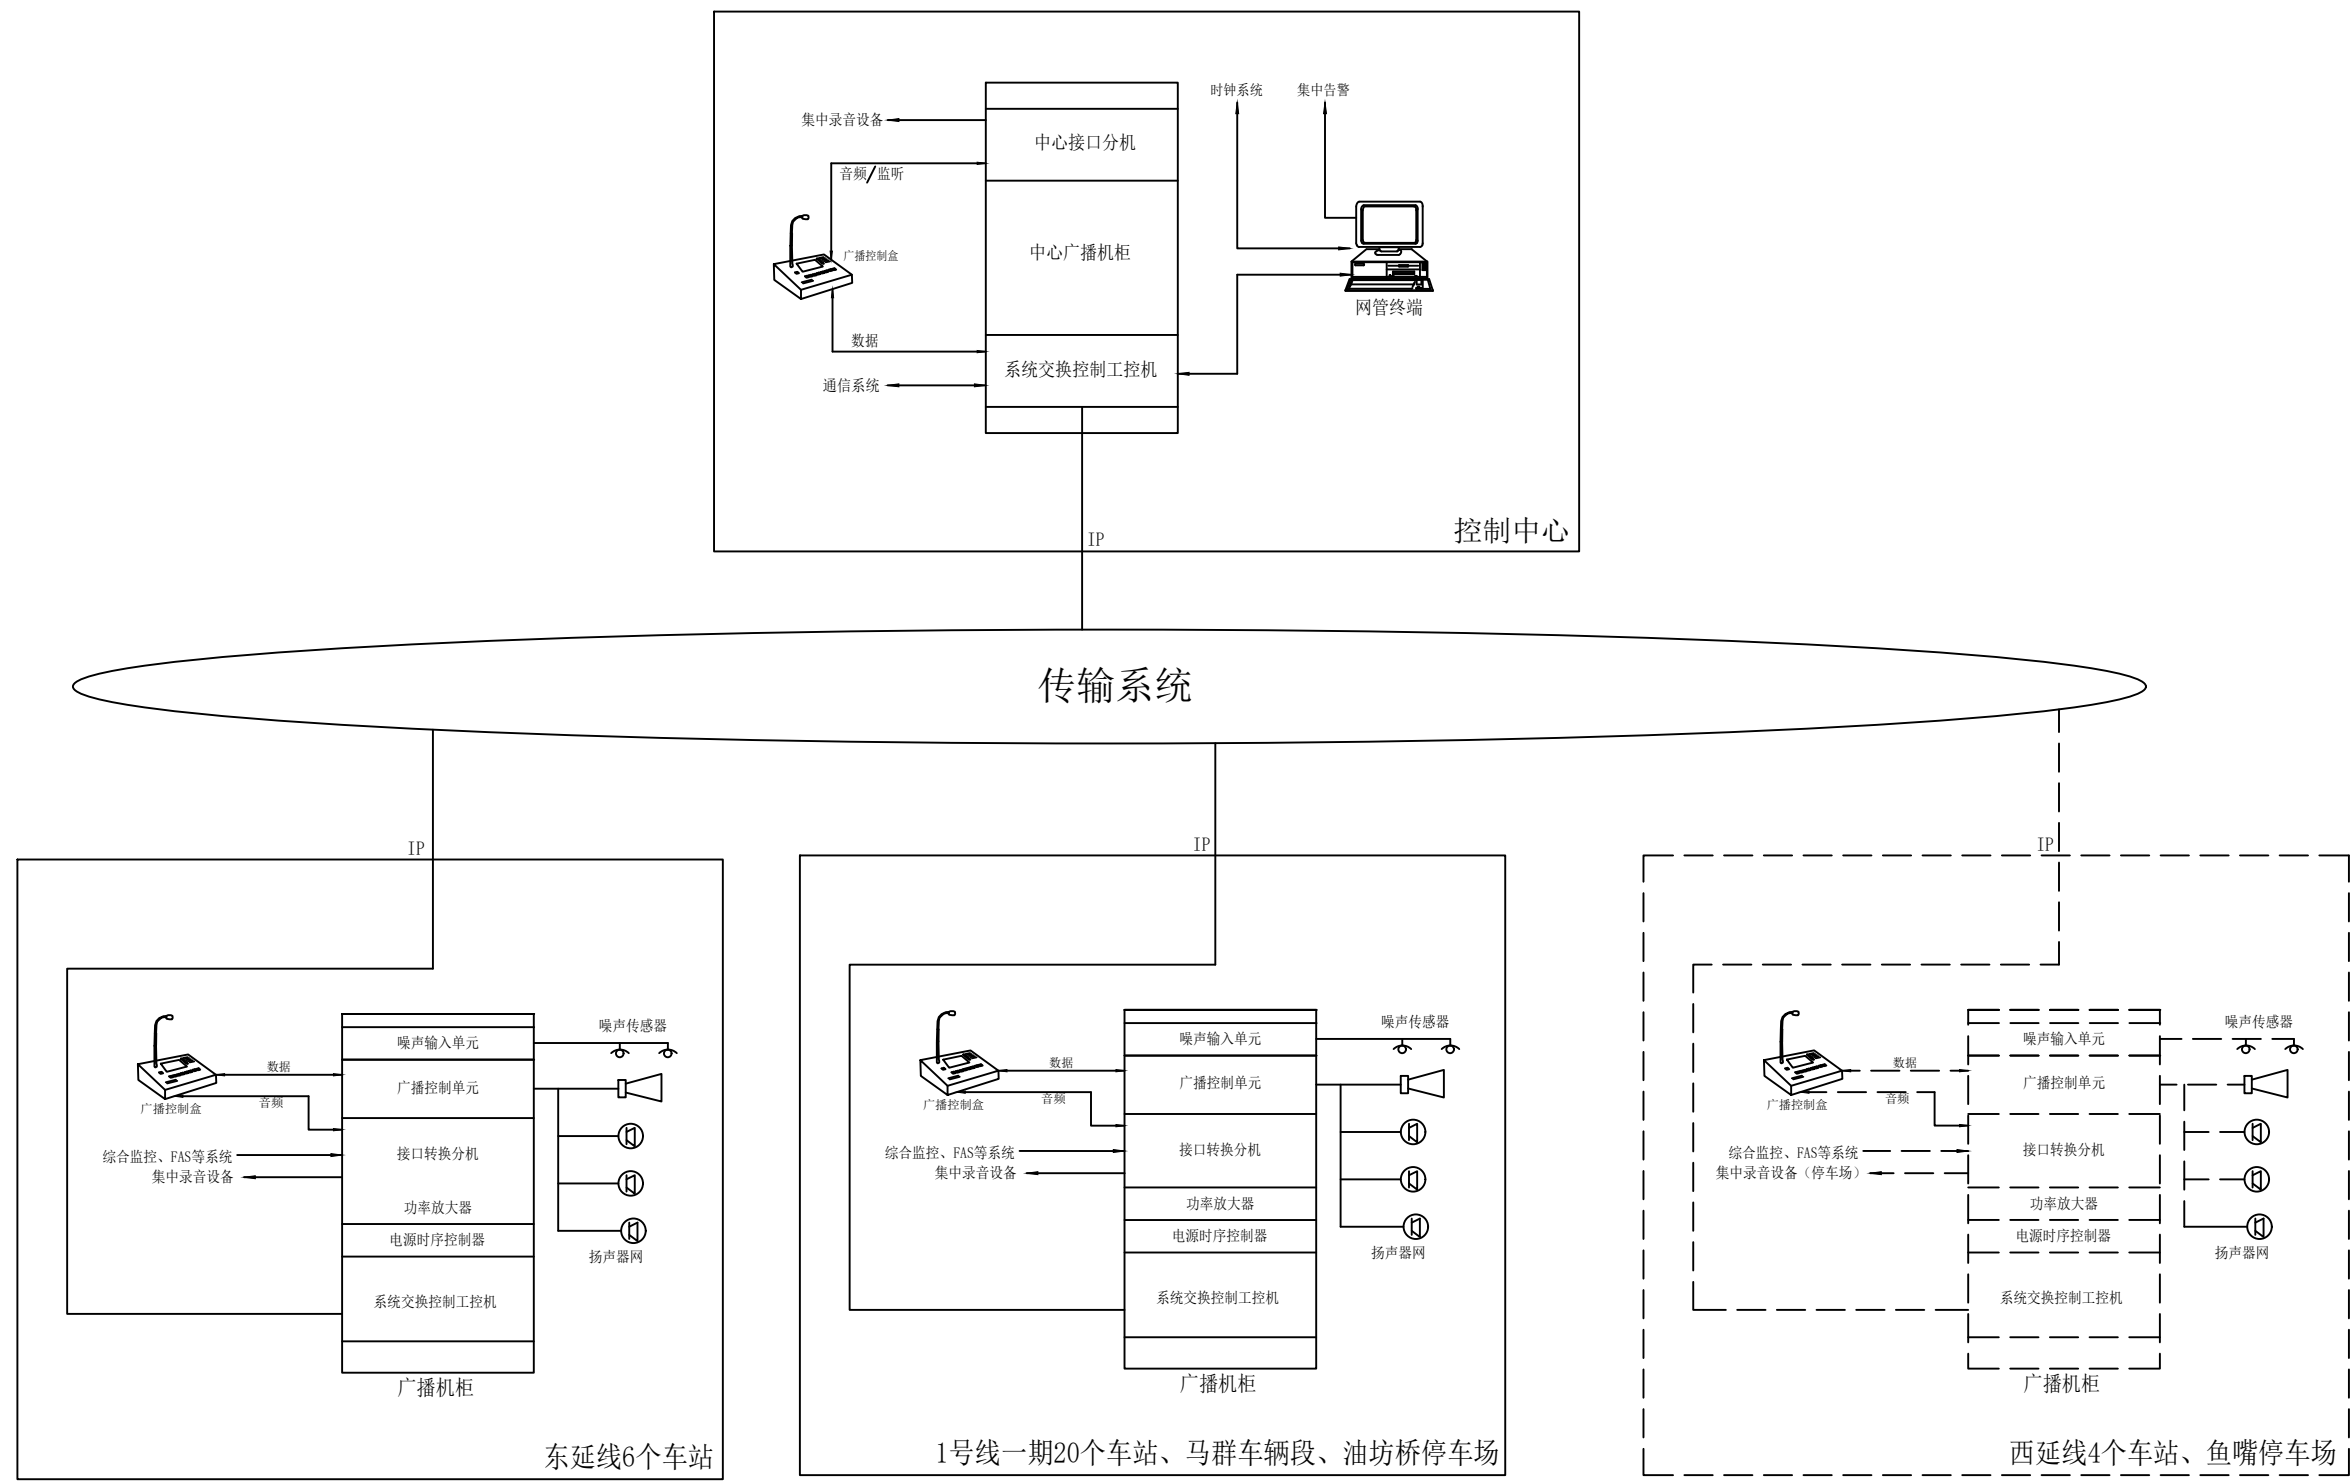 时钟系统
集中告警
集中录音设备
中心接口分机
音频/监听
中心广播机柜
广播控制盒
网管终端
数据
系统交换控制工控机
通信系统
控制中心
IP
传输系统
IP
噪声传感器
噪声输入单元
数据
广播控制单元
广播控制盒
音频
综合监控、FAS等系统
接口转换分机
集中录音设备
功率放大器
电源时序控制器
扬声器网
系统交换控制工控机
广播机柜
东延线6个车站
IP
噪声传感器
噪声输入单元
数据
广播控制单元
广播控制盒
音频
综合监控、FAS等系统
接口转换分机
集中录音设备
功率放大器
电源时序控制器
扬声器网
系统交换控制工控机
广播机柜
1号线一期20个车站、马群车辆段、油坊桥停车场
IP
噪声传感器
噪声输入单元
数据
广播控制单元
广播控制盒
音频
综合监控、FAS等系统
接口转换分机
集中录音设备（停车场）
功率放大器
电源时序控制器
扬声器网
系统交换控制工控机
广播机柜
西延线4个车站、鱼嘴停车场